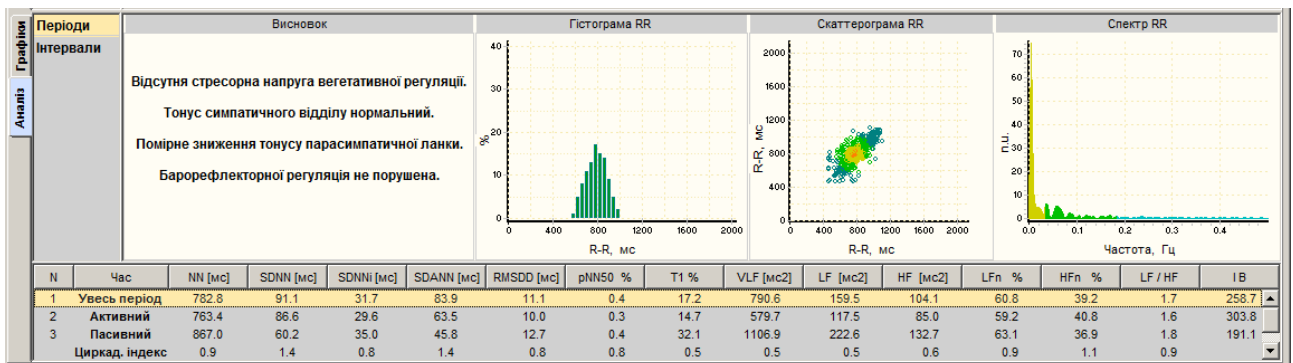 Графіки
Аналіз
Періоди
Інтервали
Висновок
Відсутня стресорна напруга вегетативної регуляції.
Тонус симпатичного відділу нормальний.
Помірне зниження тонусу парасимпатичної ланки.
Барорефлекторної регуляція не порушена.
Гістограма RR
40
30
20
10
0
%
0 400 800 1200 1600 2000
R-R, мс
Скаттерограма RR
2000
1600
1200
800
400
0
R-R, мс
0 400 800 1200 1600 2000
R-R, мс
Спектр RR
70
60
50
40
30
20
10
0
n.u.
0.0 0.1 0.2 0.3 0.4
Частота, Гц
N Час NN [мс] SDNN [мс] SDNNi [мс] SDANN [мс] RMSDD [мс] pNN50 % T1 % VLF [мс2] LF [мс2] HF [мс2] LFn % HFn % LF / HF І В
1 Увесь період 782.8 91.1 31.7 83.9 11.1 0.4 17.2 790.6 159.5 104.1 60.8 39.2 1.7 258.7
2 Активний 763.4 86.6 29.6 63.5 10.0 0.3 14.7 579.7 117.5 85.0 59.2 40.8 1.6 303.8
3 Пасивний 867.0 60.2 35.0 45.8 12.7 0.4 32.1 1106.9 222.6 132.7 63.1 36.9 1.8 191.1
Циркад. індекс 0.9 1.4 0.8 1.4 0.8 0.8 0.5 0.5 0.5 0.6 0.9 1.1 0.9